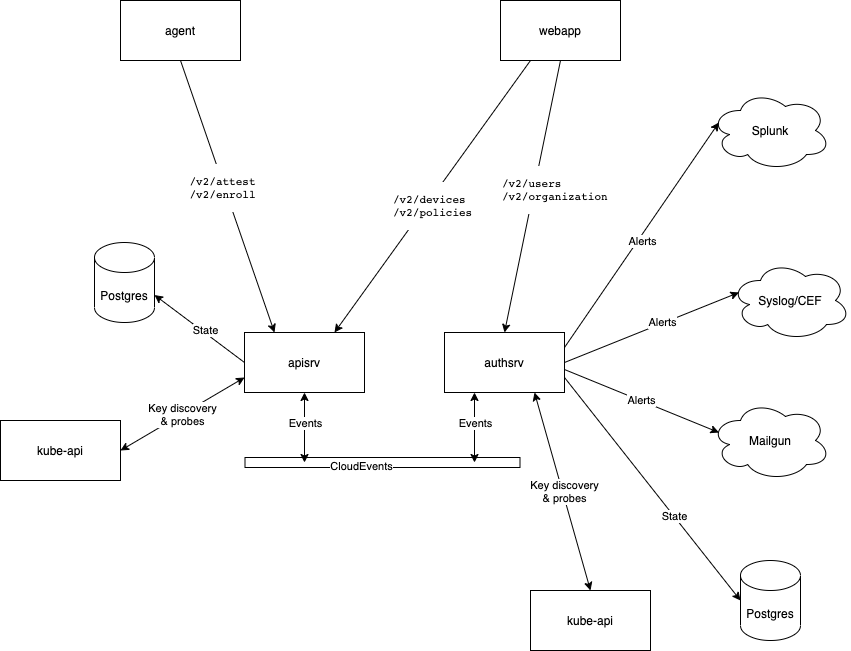 agent
webapp
Splunk
/v2/attest
/v2/enroll
/v2/devices
/v2/policies
/v2/users
/v2/organization
Alerts
Postgres
Syslog/CEF
State
Alerts
apisrv
authsrv
Alerts
Key discovery
& probes
Events
Events
Mailgun
kube-api
CloudEvents
Key discovery
& probes
State
kube-api
Postgres